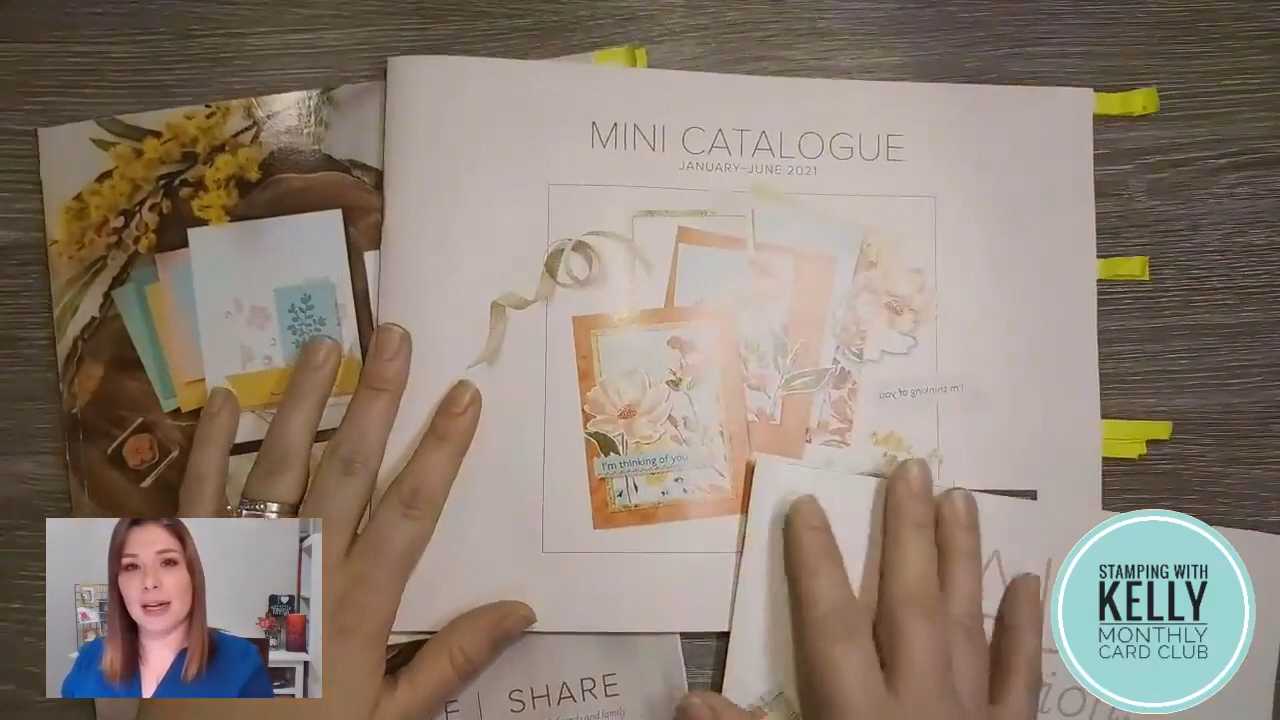 MINI CATALOGUE
JANUARY–JUNE 2021
I'm thinking of you
I'm thinking of you
SHARE
STAMPING WITH
KELLY
MONTHLY
CARD CLUB